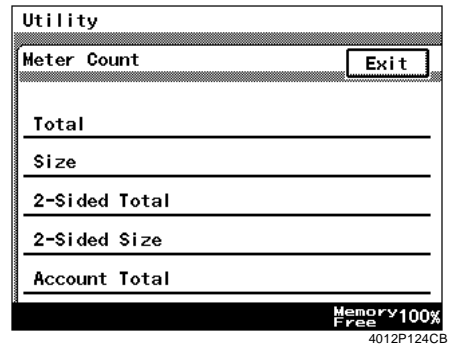 Utility
Meter Count
Exit
Total
Size
2-Sided Total
2-Sided Size
Account Total
Memory Free 100%
4012P124CB